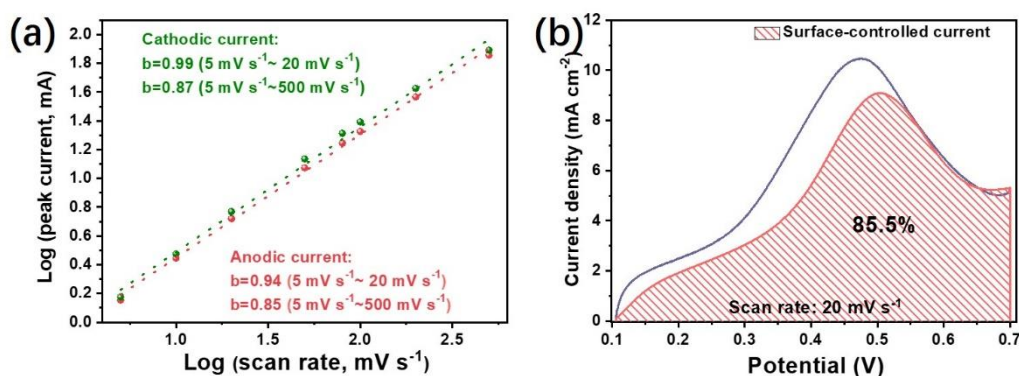 (a)
Cathodic current:
b=0.99 (5 mV s⁻¹~ 20 mV s⁻¹)
b=0.87 (5 mV s⁻¹~500 mV s⁻¹)
Anodic current:
b=0.94 (5 mV s⁻¹~ 20 mV s⁻¹)
b=0.85 (5 mV s⁻¹~500 mV s⁻¹)
Log (peak current, mA)
2.0
1.8
1.6
1.4
1.2
1.0
0.8
0.6
0.4
0.2
0.0
1.0
1.5
2.0
2.5
Log (scan rate, mV s⁻¹)
(b)
Surface-controlled current
85.5%
Scan rate: 20 mV s⁻¹
Current density (mA cm⁻²)
12
10
8
6
4
2
0
0.1
0.2
0.3
0.4
0.5
0.6
0.7
Potential (V)